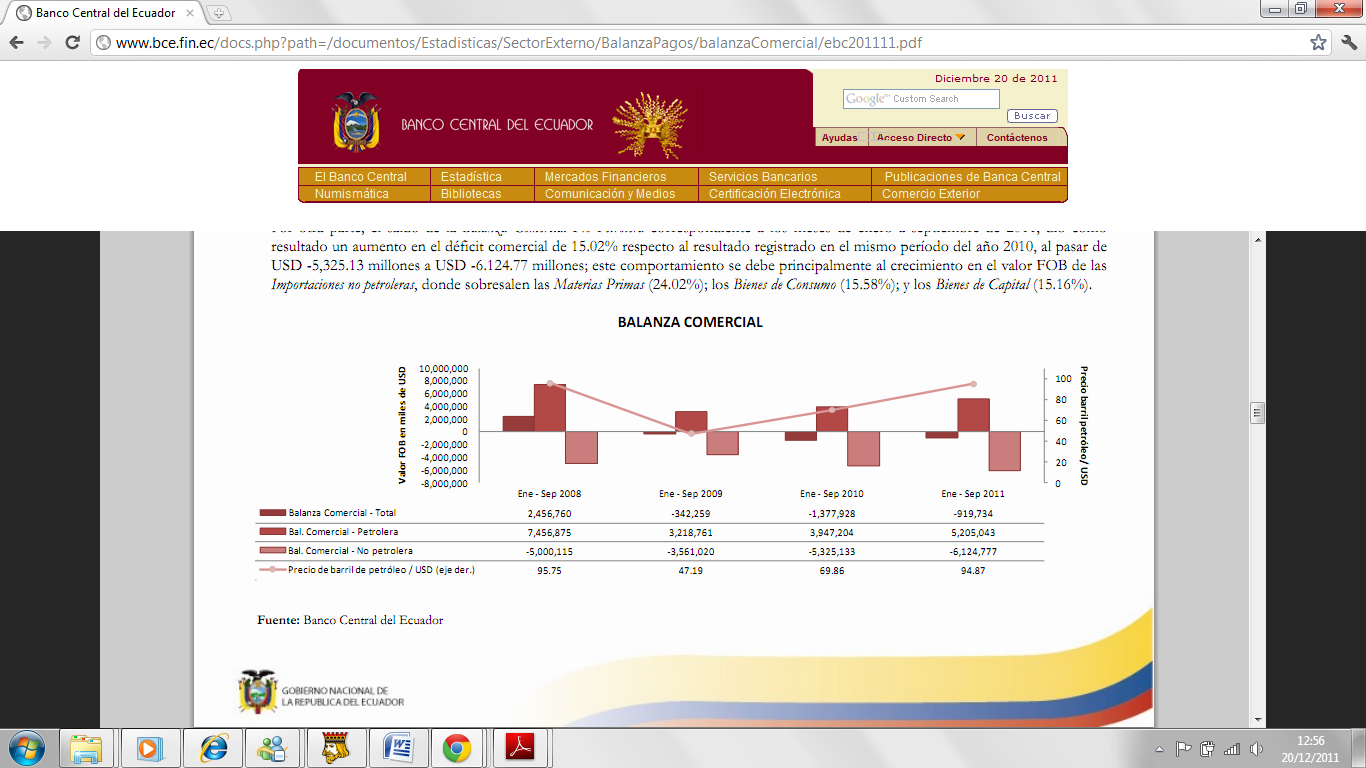 Banco Central del Ecuador
www.bce.fin.ec/docs.php?path=/documentos/Estadisticas/SectorExterno/BalanzaPagos/balanzaComercial/ebc201111.pdf
Diciembre 20 de 2011
Google™ Custom Search
Buscar
BANCO CENTRAL DEL ECUADOR
Ayudas Acceso Directo Contáctenos
El Banco Central Estadística Mercados Financieros Servicios Bancarios Publicaciones de Banca Central
Numismática Bibliotecas Comunicación y Medios Certificación Electrónica Comercio Exterior
resultado un aumento en el déficit comercial de 15.02% respecto al resultado registrado en el mismo período del año 2010, al pasar de
USD -5,325.13 millones a USD -6.124.77 millones; este comportamiento se debe principalmente al crecimiento en el valor FOB de las
Importaciones no petroleras, donde sobresalen las Materias Primas (24.02%); los Bienes de Consumo (15.58%); y los Bienes de Capital (15.16%).
BALANZA COMERCIAL
Valor FOB en miles de USD
10,000,000
8,000,000
6,000,000
4,000,000
2,000,000
0
-2,000,000
-4,000,000
-6,000,000
-8,000,000
100
80
60
40
20
0
Precio barril petróleo/ USD
Ene - Sep 2008 Ene - Sep 2009 Ene - Sep 2010 Ene - Sep 2011
Balanza Comercial - Total 2,456,760 -342,259 -1,377,928 -919,734
Bal. Comercial - Petrolera 7,456,875 3,218,761 3,947,204 5,205,043
Bal. Comercial - No petrolera -5,000,115 -3,561,020 -5,325,133 -6,124,777
Precio de barril de petróleo / USD (eje der.) 95.75 47.19 69.86 94.87
Fuente: Banco Central del Ecuador
GOBIERNO NACIONAL DE
LA REPUBLICA DEL ECUADOR
12:56
20/12/2011